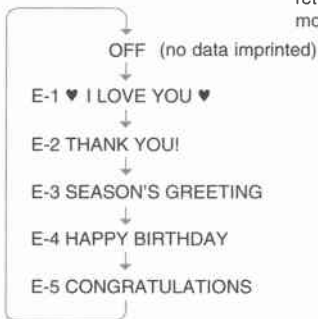 OFF (no data imprinted)
E-1 ♥ I LOVE YOU ♥
E-2 THANK YOU!
E-3 SEASON'S GREETING
E-4 HAPPY BIRTHDAY
E-5 CONGRATULATIONS